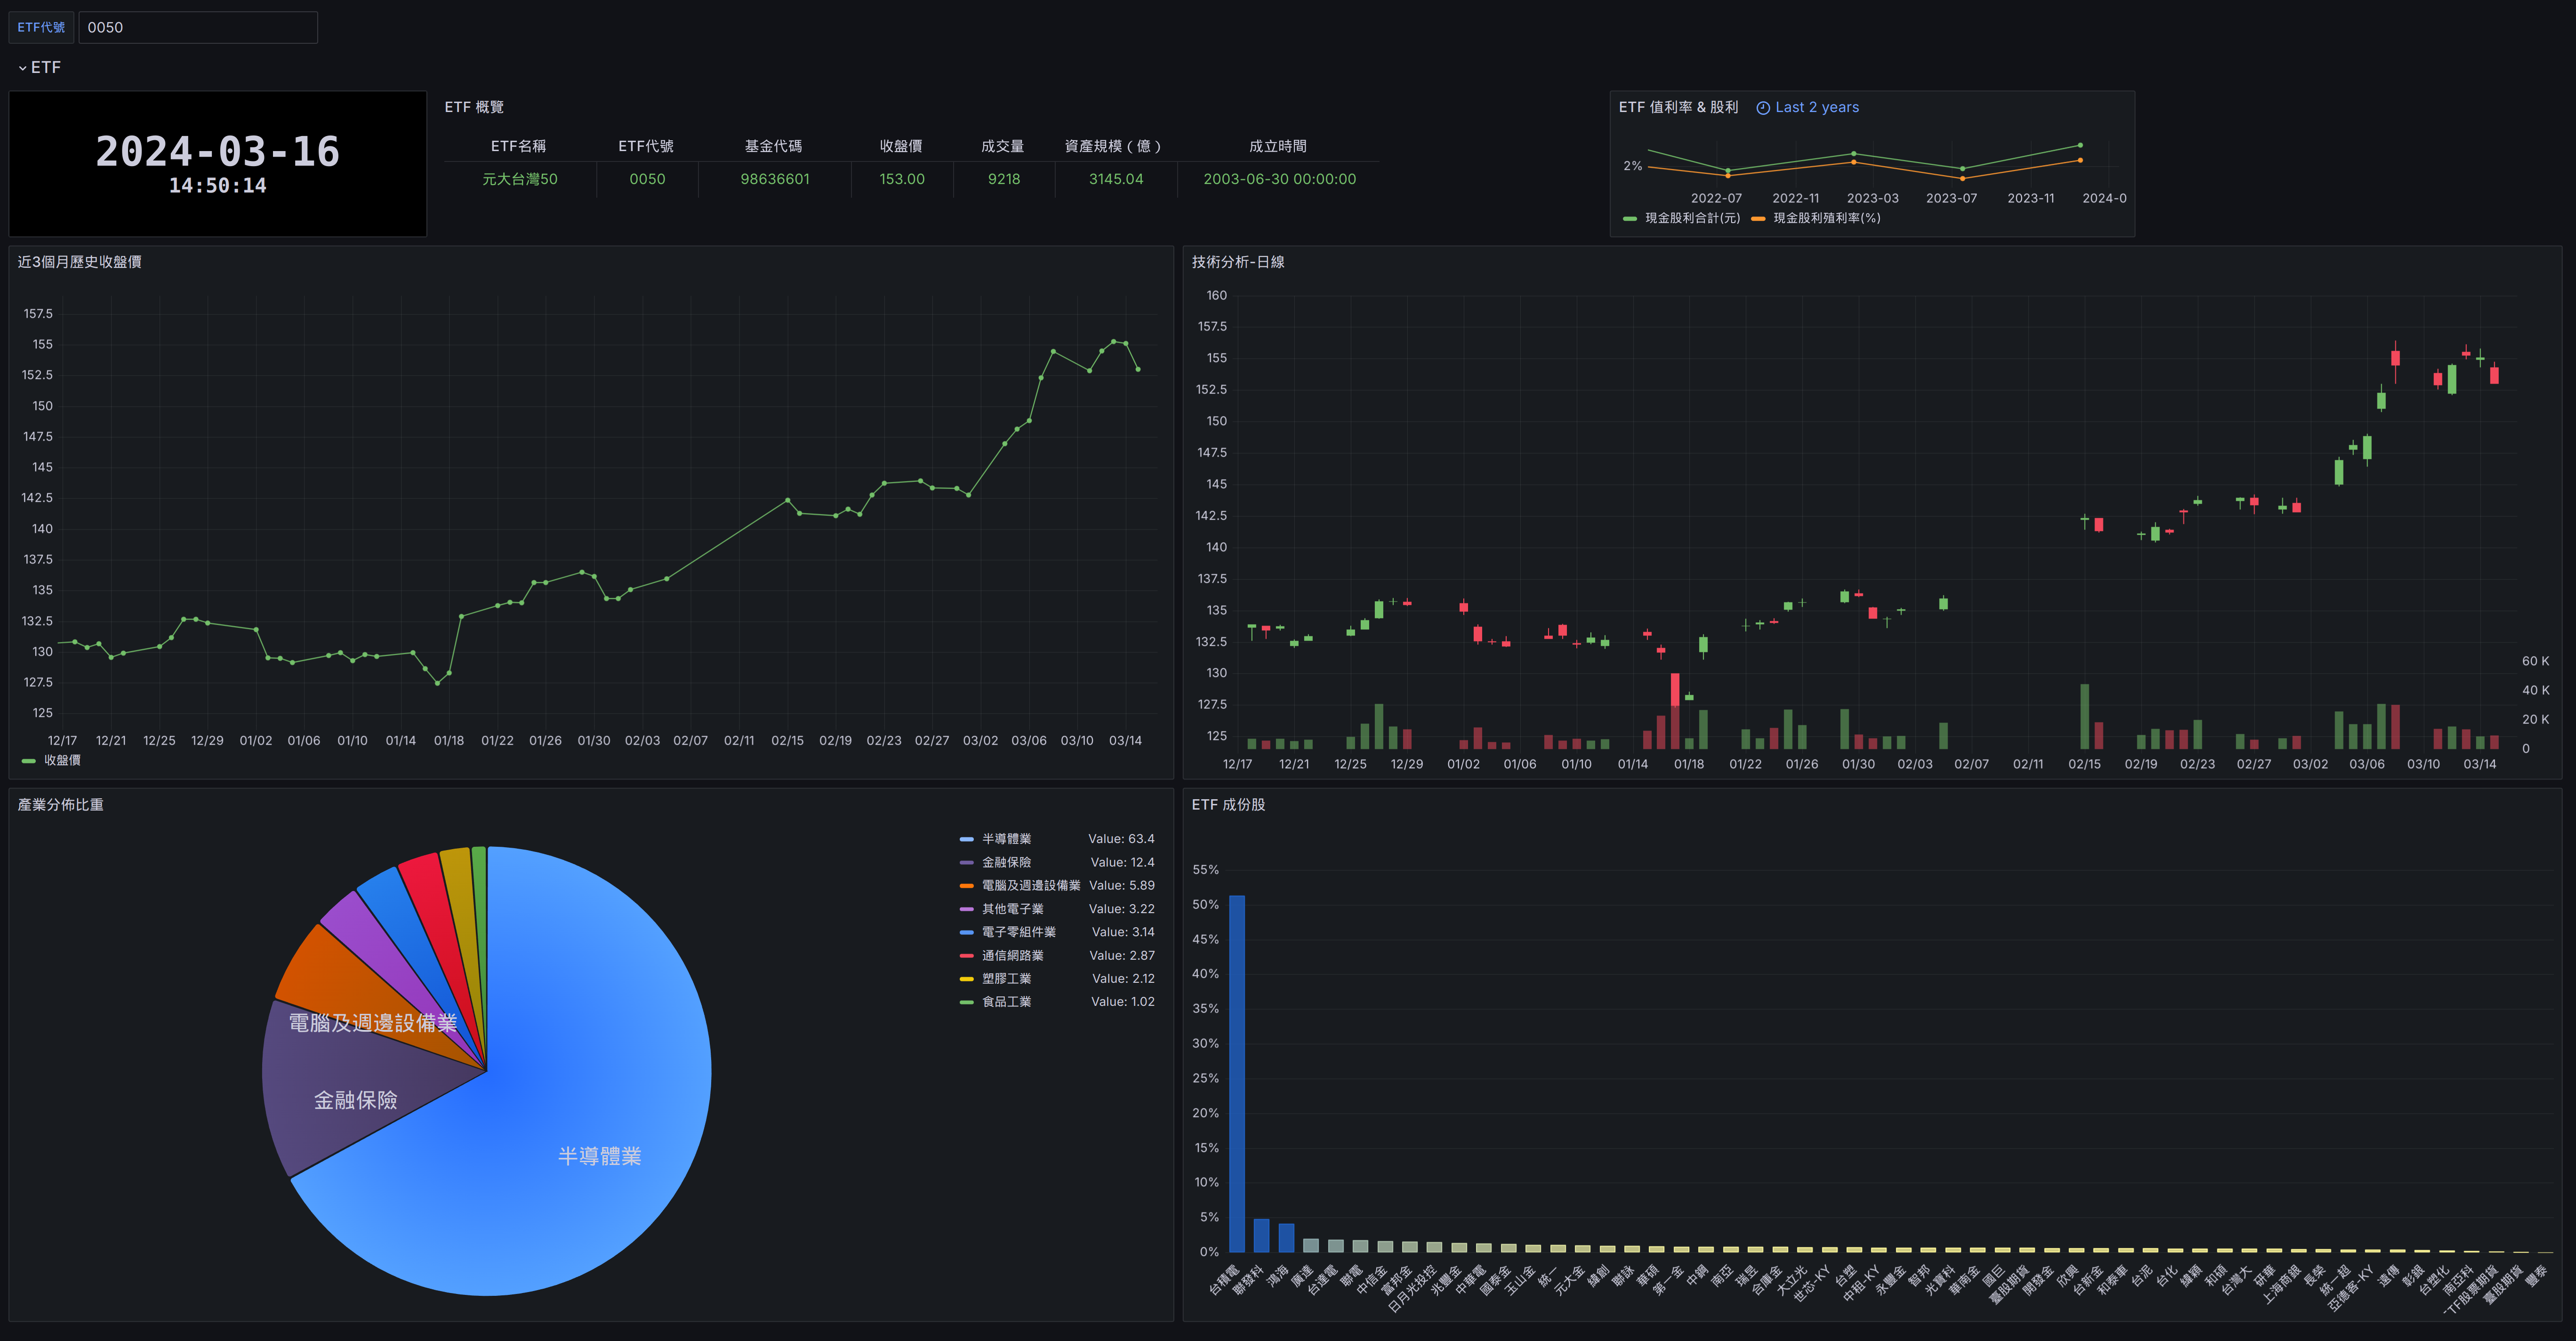 ETF代號 0050
ETF
2024-03-16
14:50:14
ETF 概覽
ETF名稱 ETF代號 基金代碼 收盤價 成交量 資產規模 ( 億 ) 成立時間
元大台灣50 0050 98636601 153.00 9218 3145.04 2003-06-30 00:00:00
ETF 值利率 & 股利 Last 2 years
2%
2022-07 2022-11 2023-03 2023-07 2023-11 2024-0
現金股利合計(元) 現金股利殖利率(%)
近3個月歷史收盤價
157.5
155
152.5
150
147.5
145
142.5
140
137.5
135
132.5
130
127.5
125
12/17 12/21 12/25 12/29 01/02 01/06 01/10 01/14 01/18 01/22 01/26 01/30 02/03 02/07 02/11 02/15 02/19 02/23 02/27 03/02 03/06 03/10 03/14
收盤價
技術分析-日線
160
157.5
155
152.5
150
147.5
145
142.5
140
137.5
135
132.5
130
127.5
125
60 K
40 K
20 K
0
12/17 12/21 12/25 12/29 01/02 01/06 01/10 01/14 01/18 01/22 01/26 01/30 02/03 02/07 02/11 02/15 02/19 02/23 02/27 03/02 03/06 03/10 03/14
產業分佈比重
電腦及週邊設備業
金融保險
半導體業
半導體業 Value: 63.4
金融保險 Value: 12.4
電腦及週邊設備業 Value: 5.89
其他電子業 Value: 3.22
電子零組件業 Value: 3.14
通信網路業 Value: 2.87
塑膠工業 Value: 2.12
食品工業 Value: 1.02
ETF 成份股
55%
50%
45%
40%
35%
30%
25%
20%
15%
10%
5%
0%
台積電 聯發科 鴻海 廣達 台達電 聯電 中信金 富邦金 日月光投控 兆豐金 中華電 國泰金 玉山金 統一 元大金 緯創 聯詠 華碩 第一金 中鋼 南亞 瑞昱 合庫金 大立光 世芯-KY 台塑 中租-KY 永豐金 智邦 光寶科 華南金 國巨 臺股期貨 開發金 欣興 台新金 和泰車 台泥 台化 緯穎 和碩 台灣大 研華 上海商銀 長榮 統一超 亞德客-KY 遠傳 彰銀 台塑化 南亞科 TF股票期貨 臺股期貨 豐泰